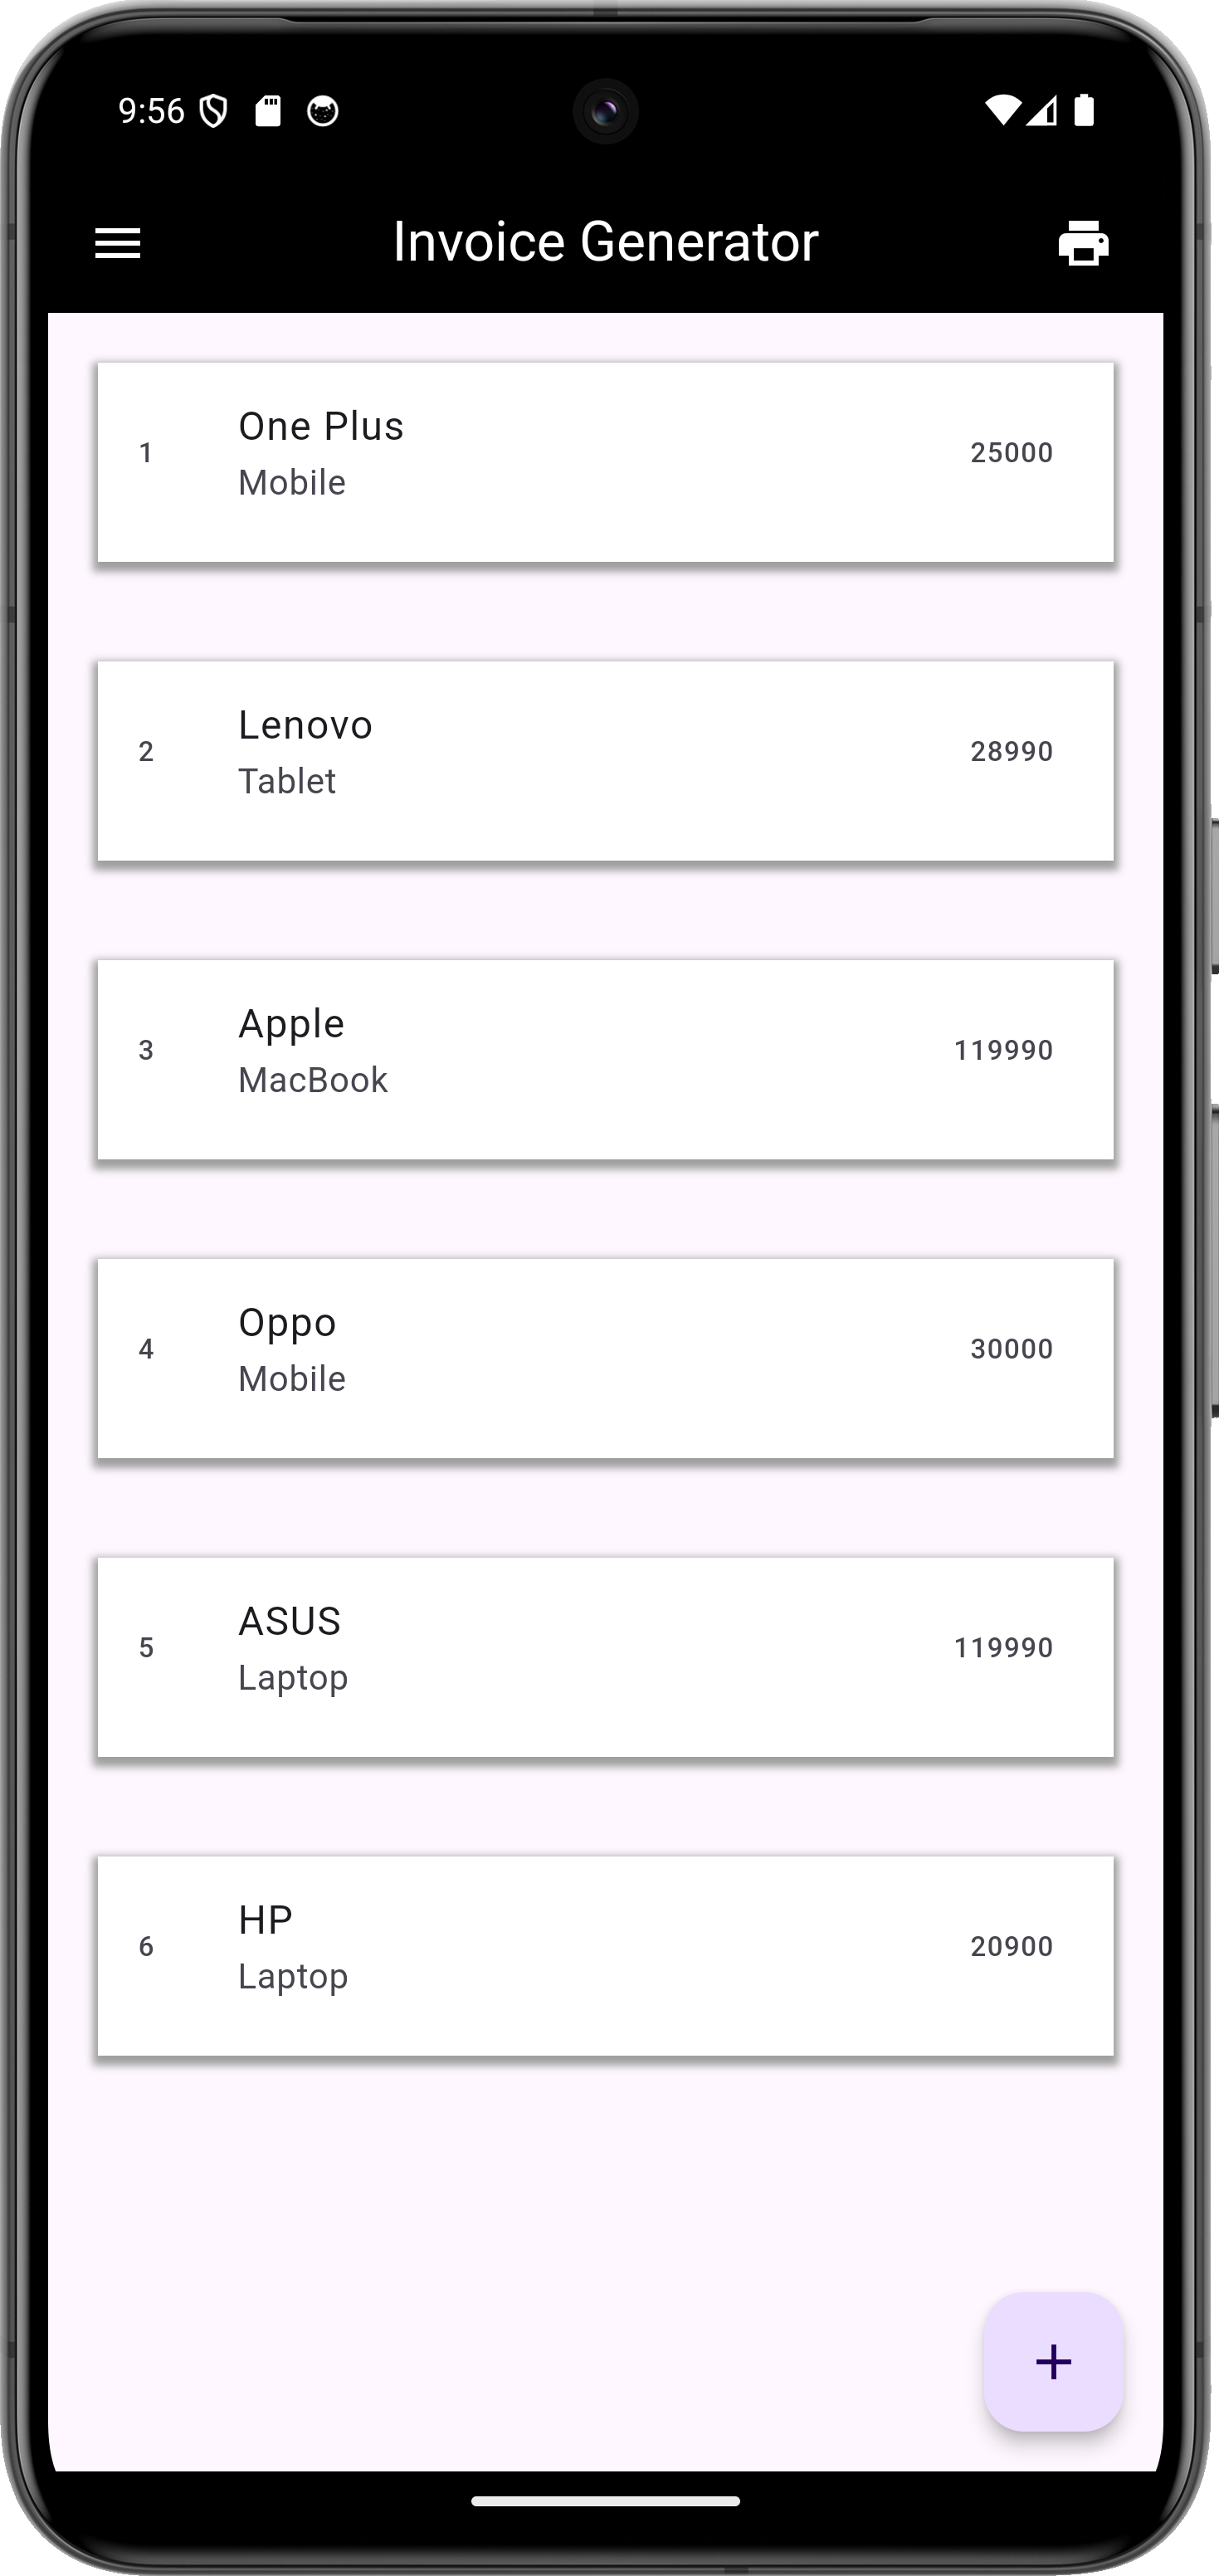 9:56
Invoice Generator
1
One Plus
Mobile
25000
2
Lenovo
Tablet
28990
3
Apple
MacBook
119990
4
Oppo
Mobile
30000
5
ASUS
Laptop
119990
6
HP
Laptop
20900
+